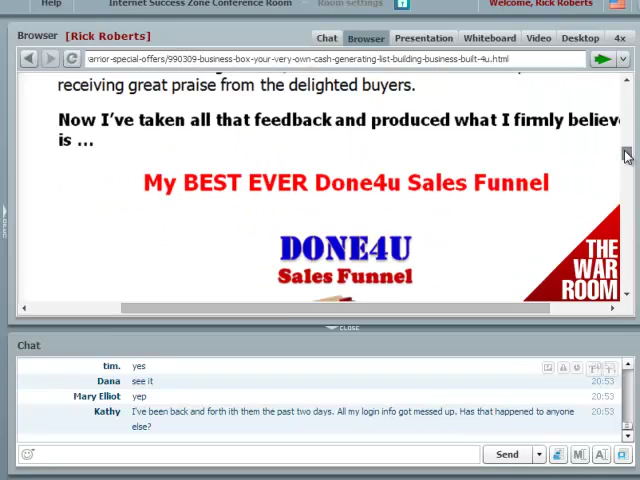 Help Internet Success Zone Conference Room Room settings Welcome, Rick Roberts
Browser [Rick Roberts] Chat Browser Presentation Whiteboard Video Desktop 4x
arrior-special-offers/990309-business-box-your-very-own-cash-generating-list-building-business-built-4u.html
receiving great praise from the delighted buyers.
Now I've taken all that feedback and produced what I firmly believ
is ...
My BEST EVER Done4u Sales Funnel
DONE4U
Sales Funnel
THE
WAR
ROOM
CLOSE
Chat
tim. yes
Dana see it 20:53
Mary Elliot yep 20:53
Kathy I've been back and forth ith them the past two days. All my login info got messed up. Has that happened to anyone 20:53
else?
Send